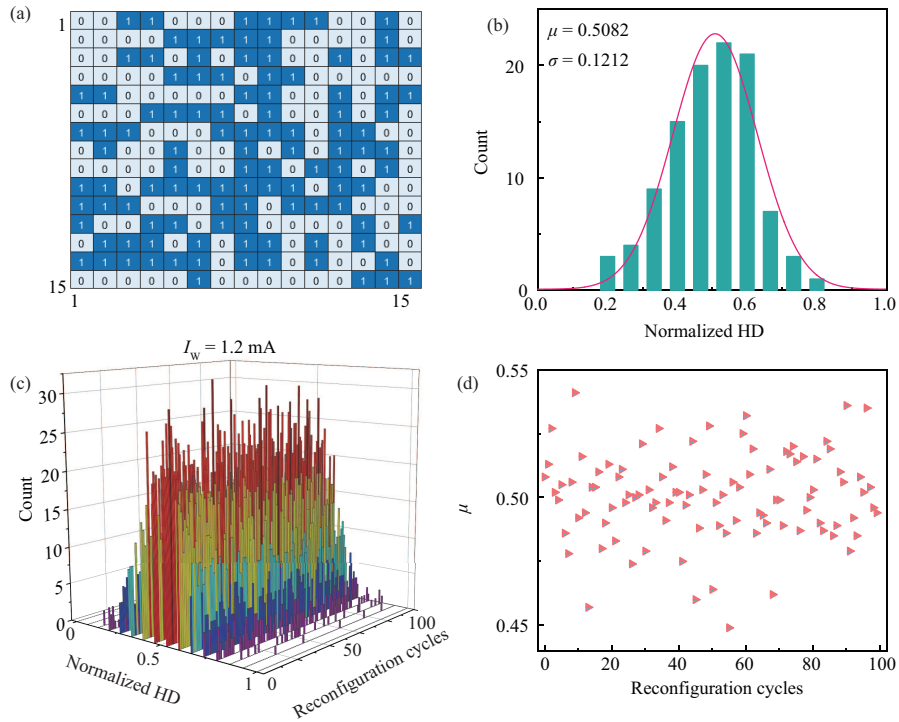 (a)
1
0 0 1 1 0 0 0 1 1 0 0 0 0 1 0
0 0 0 0 1 1 1 1 1 0 0 0 0 1 0
0 0 1 1 0 1 0 1 1 0 0 1 0 1 1
0 0 0 0 1 1 1 0 1 0 0 0 0 1 0
1 1 0 0 0 1 0 1 1 0 0 1 0 1 1
0 0 0 1 1 1 1 0 1 1 0 0 0 1 0
1 1 1 0 0 0 1 1 1 1 0 1 1 0 0
0 1 0 0 1 0 0 1 0 1 0 1 1 0 0
0 0 0 0 1 0 0 1 1 0 1 1 0 1 0
1 1 0 1 1 1 1 1 1 1 0 1 0 1 1
0 0 1 1 1 0 1 1 0 1 1 1 0 0 0
1 0 0 1 1 0 1 1 0 0 0 0 1 0 1
0 1 1 0 0 1 0 1 1 0 1 0 0 1 0
1 1 1 1 1 1 0 1 1 1 1 0 1 1 0
0 0 0 0 0 1 0 0 0 0 0 0 1 1 1
15
1 15
(b)
μ = 0.5082
σ = 0.1212
20
10
0
Count
0.0 0.2 0.4 0.6 0.8 1.0
Normalized HD
(c)
I_W = 1.2 mA
30
25
20
15
10
5
0
Count
0 0.5 1
Normalized HD
0 50 100
Reconfiguration cycles
(d)
0.55
0.50
0.45
μ
0 20 40 60 80 100
Reconfiguration cycles